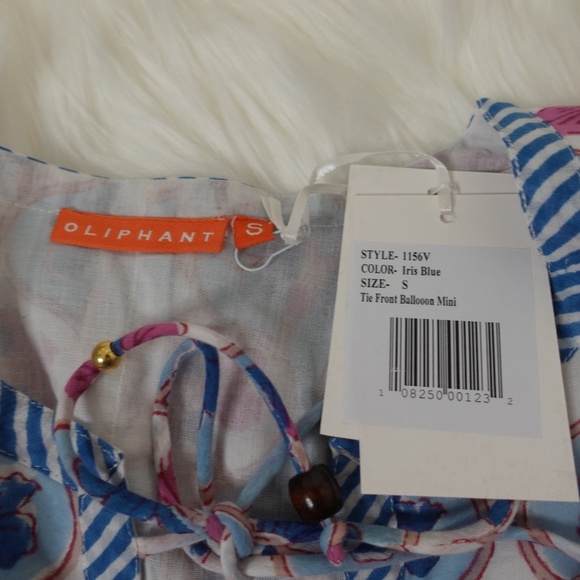 OLIPHANT
S
STYLE- 1156V
COLOR- Iris Blue
SIZE- S
Tie Front Ballooon Mini
1 08250 00123 2